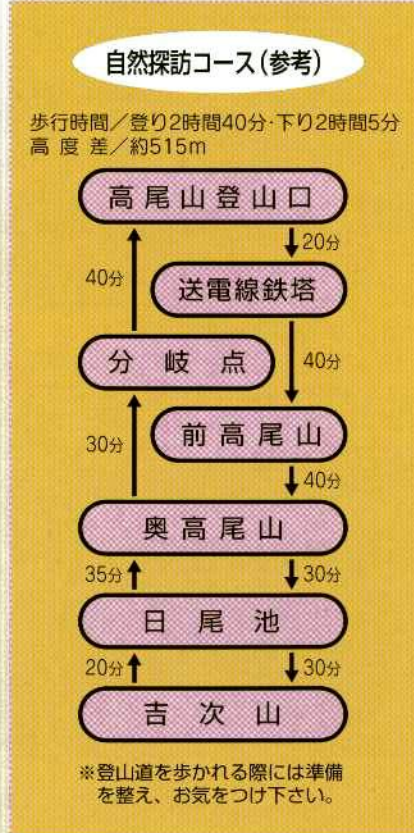 自然探訪コース(参考)
歩行時間／登り2時間40分・下り2時間5分
高度差／約515m
高尾山登山口
20分
40分
送電線鉄塔
分岐点
40分
30分
前高尾山
40分
奥高尾山
35分
30分
日尾池
20分
30分
吉次山
※登山道を歩かれる際には準備
を整え、お気をつけ下さい。